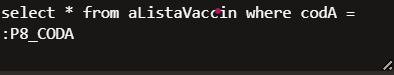 select * from aListaVaccin where codA =
:P8_CODA